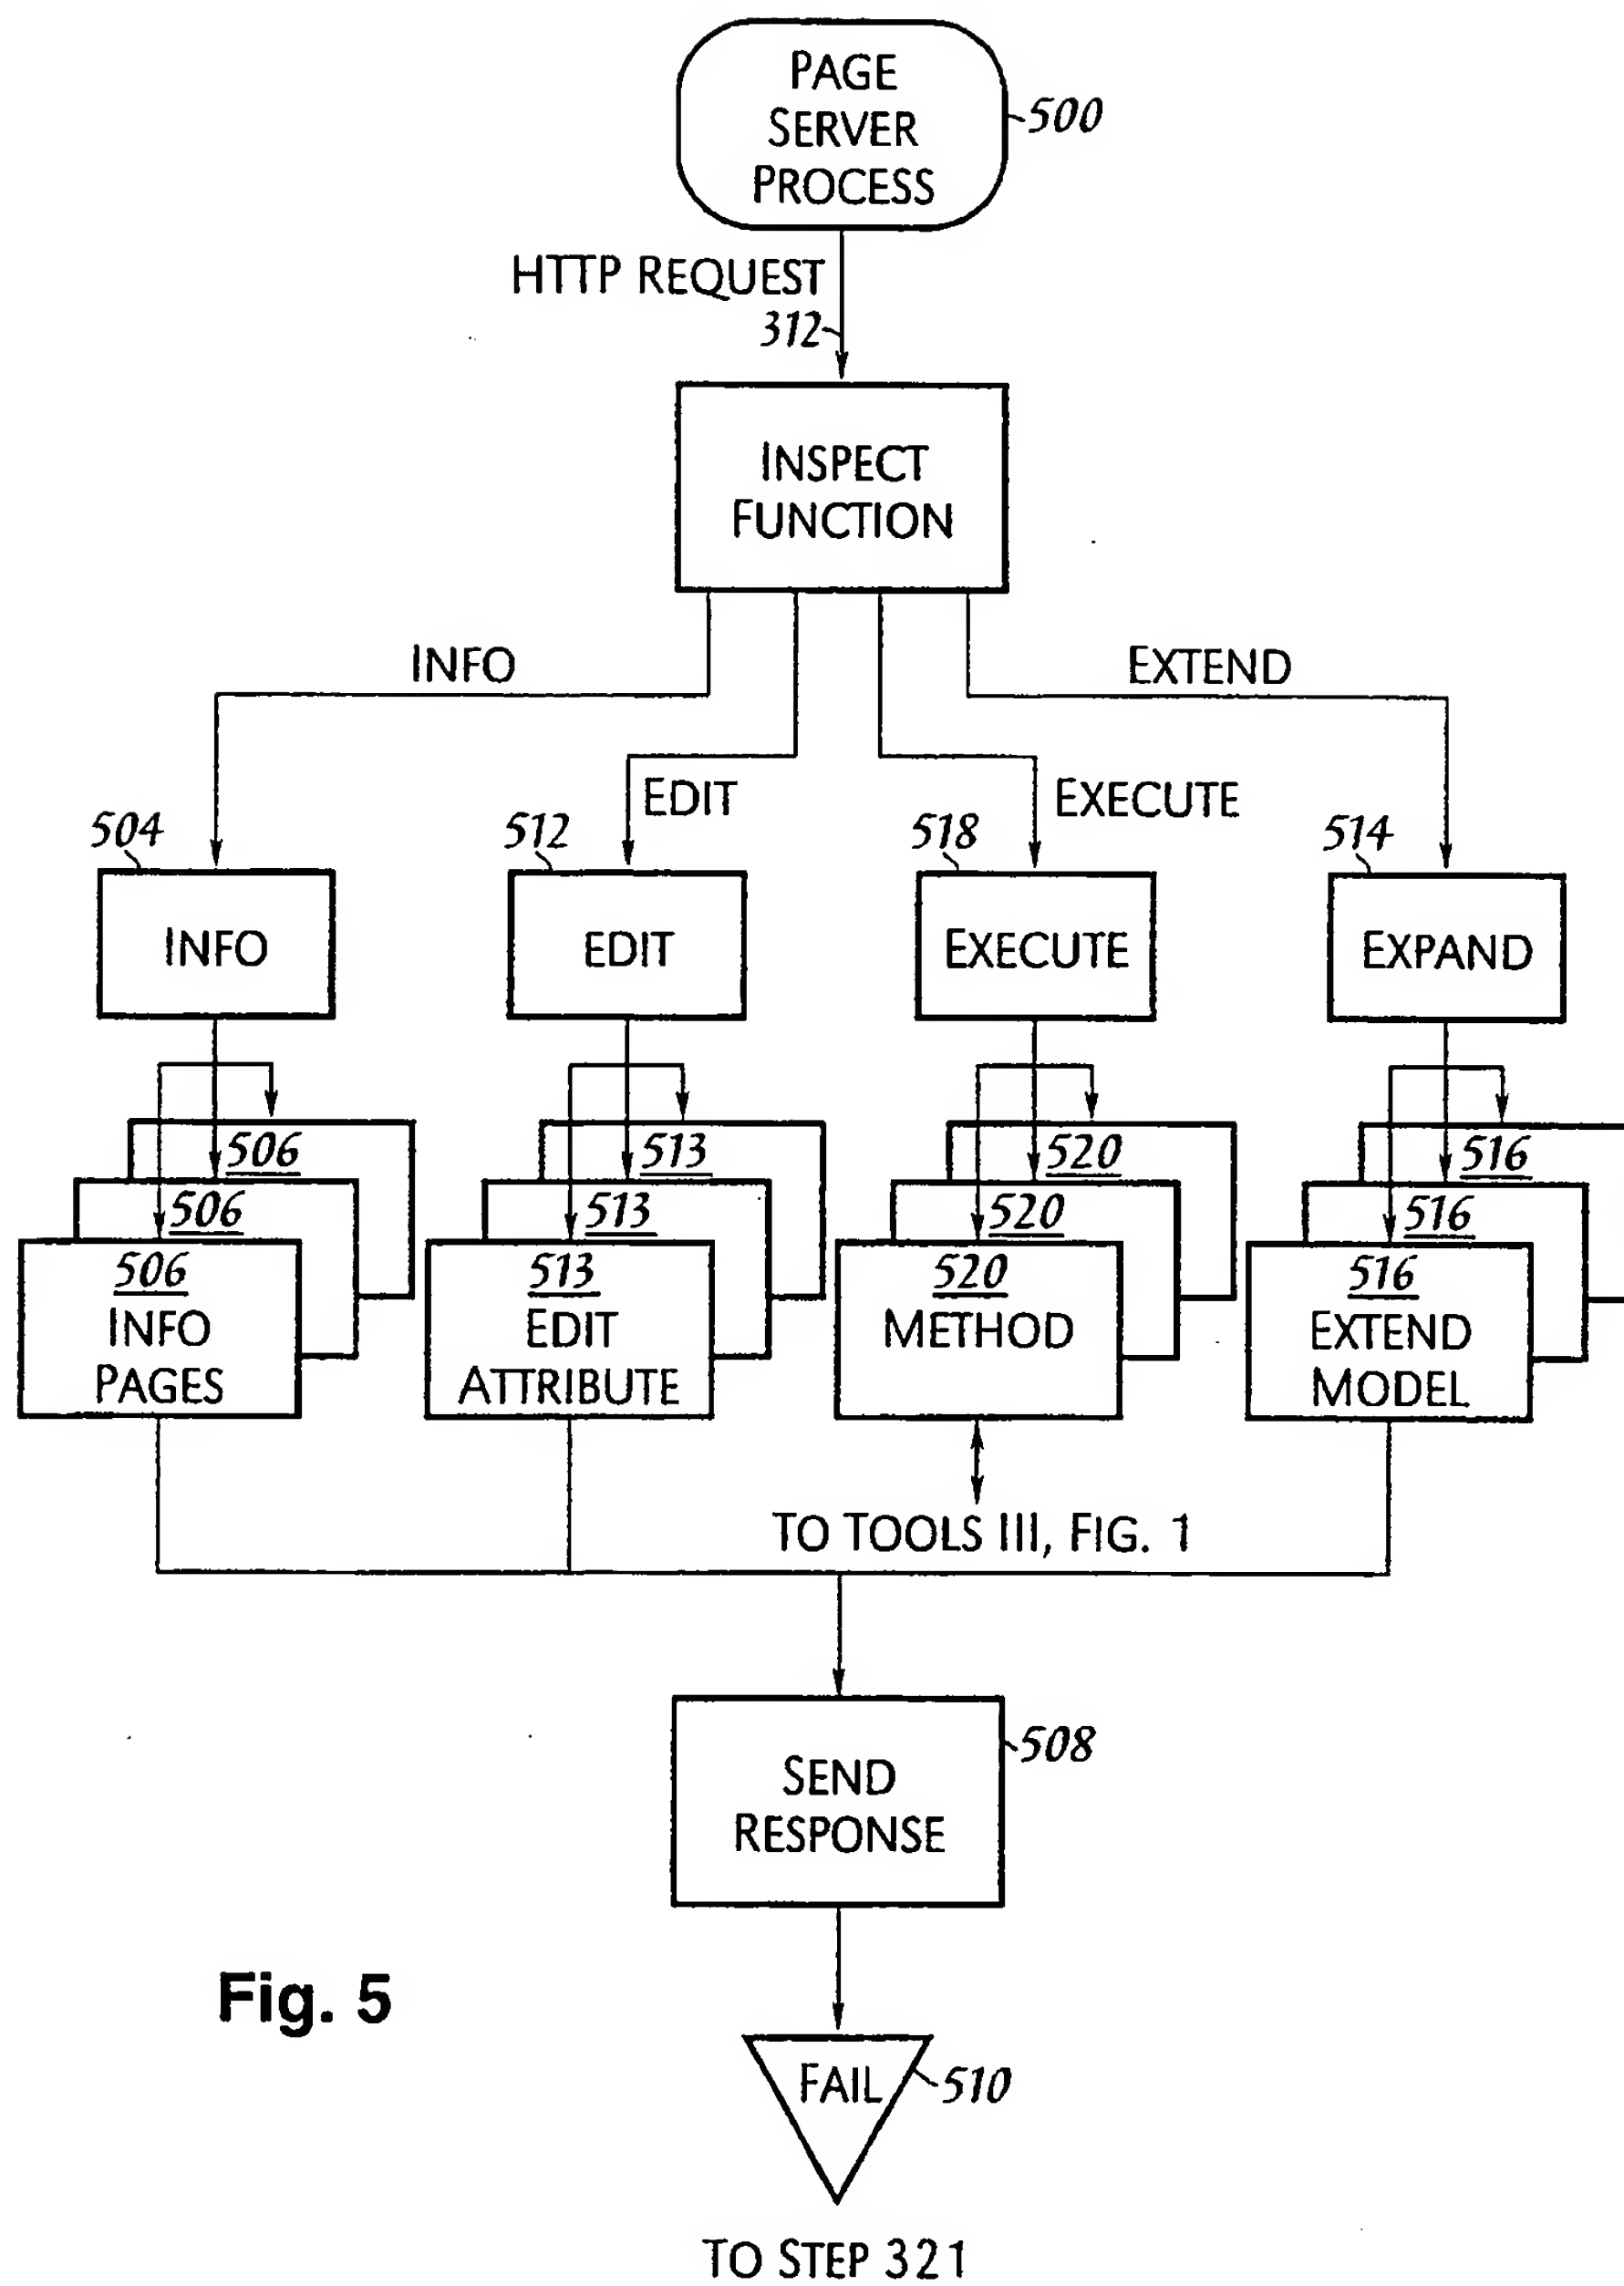 PAGE
SERVER
PROCESS
500
HTTP REQUEST
312
INSPECT
FUNCTION
INFO
EXTEND
EDIT
EXECUTE
504
512
518
514
INFO
EDIT
EXECUTE
EXPAND
506
513
520
516
506
513
520
516
506
513
520
516
INFO
PAGES
EDIT
ATTRIBUTE
METHOD
EXTEND
MODEL
TO TOOLS III, FIG. 1
508
SEND
RESPONSE
Fig. 5
FAIL
510
TO STEP 321